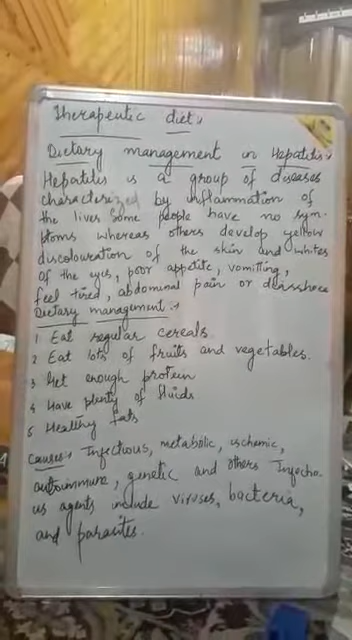 Therapeutic diet :-
Dietary management in Hepatitis :-
Hepatitis is a group of diseases
characterized by inflammation of
the liver some people have no sym-
ptoms whereas others develop yellow
discolouration of the skin and whites
of the eyes, poor appetite, vomitting,
feel tired, abdominal pain or diarrhoea
Dietary management :-
1 Eat regular cereals.
2 Eat lots of fruits and vegetables.
3 Get enough protein
4 Have plenty of fluids.
5 Healthy fats
Causes :- Infectious, metabolic, ischemic,
autoimmune, genetic and others Infectio-
us agents include viruses, bacteria,
and parasites.